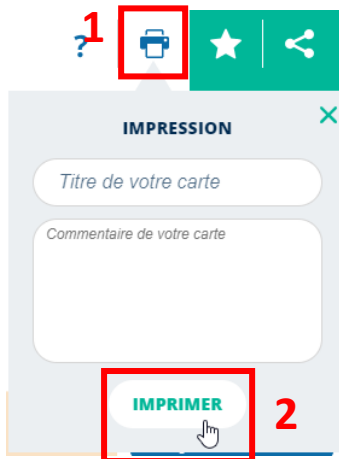 1
?
IMPRESSION
Titre de votre carte
Commentaire de votre carte
IMPRIMER
2